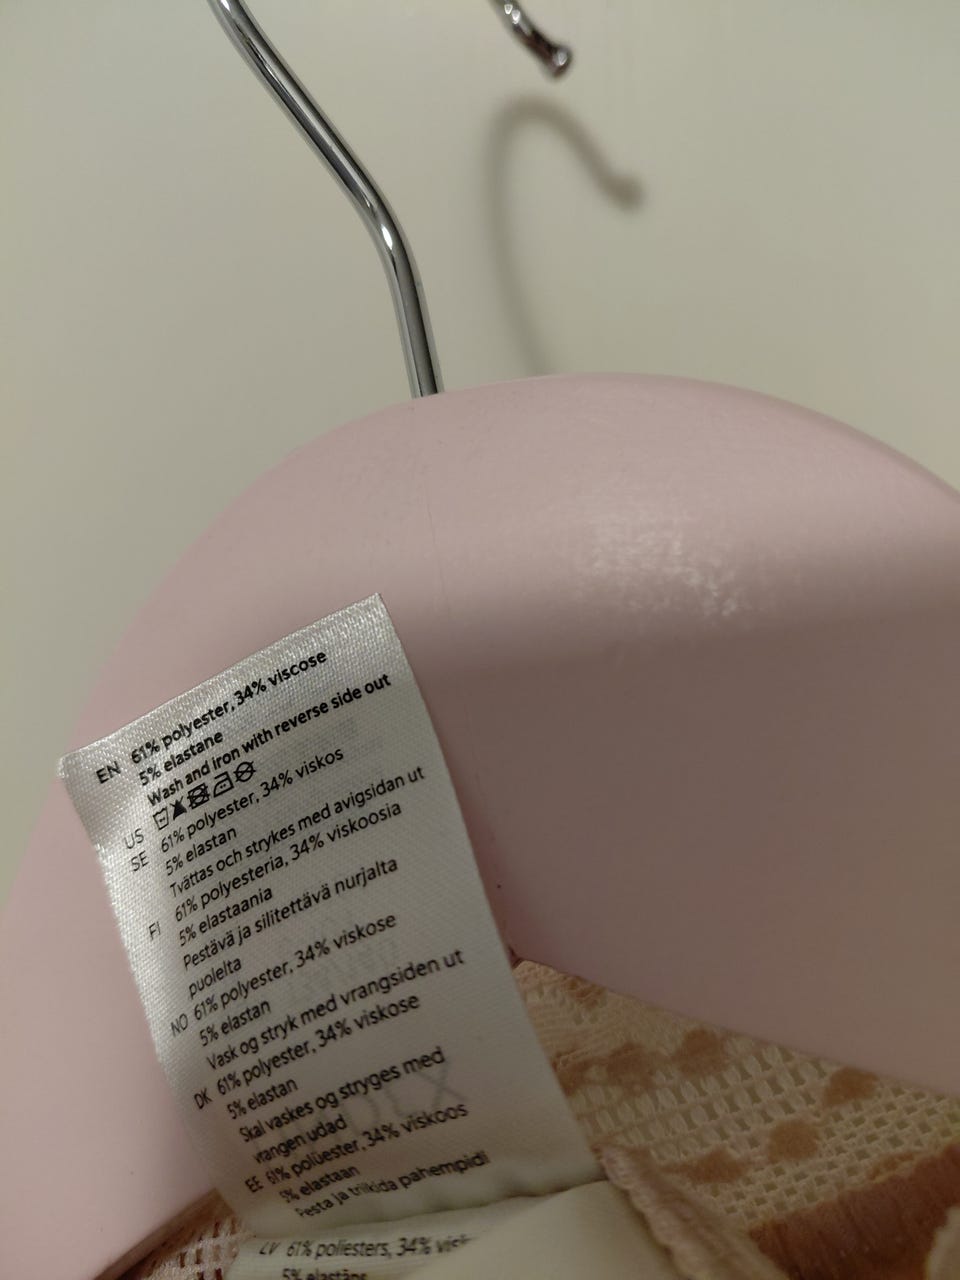 EN 61% polyester, 34% viscose
5% elastane
Wash and iron with reverse side out
US
SE 61% polyester, 34% viskos
5% elastan
Tvättas och strykes med avigsidan ut
FI 61% polyesteria, 34% viskoosia
5% elastaania
Pestävä ja silitettävä nurjalta
puolelta
NO 61% polyester, 34% viskose
5% elastan
Vask og stryk med vrangsiden ut
DK 61% polyester, 34% viskose
5% elastan
Skal vaskes og stryges med
vrangen udad
EE 61% polüester, 34% viskoos
5% elastaan
Pesta ja triikida pahempidi
LV 61% poliesters, 34%
5% elastāns